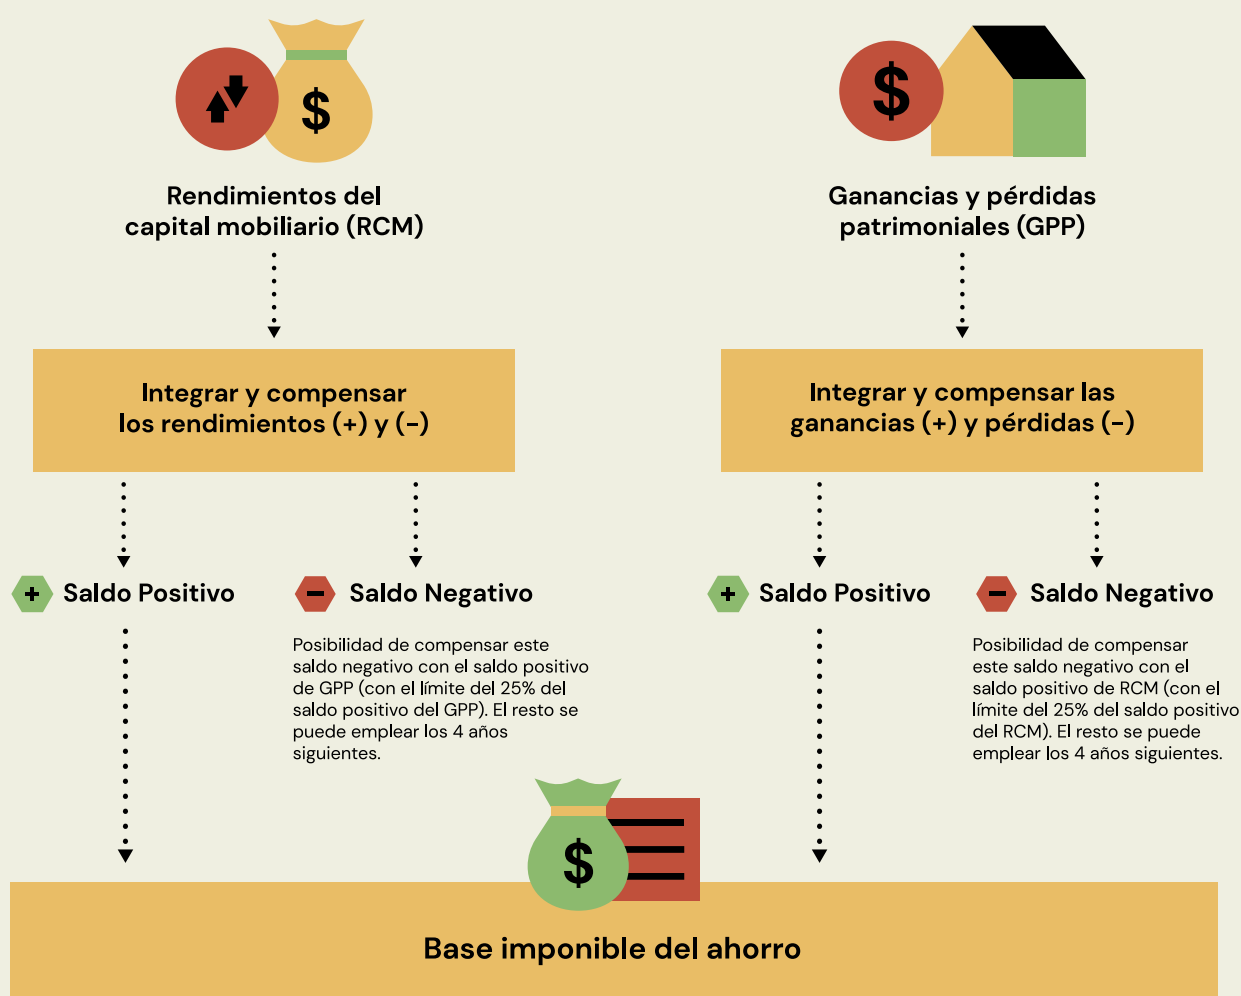 $
$
Rendimientos del
capital mobiliario (RCM)
Ganancias y pérdidas
patrimoniales (GPP)
Integrar y compensar
los rendimientos (+) y (-)
Integrar y compensar las
ganancias (+) y pérdidas (-)
+ Saldo Positivo
- Saldo Negativo
Posibilidad de compensar este
saldo negativo con el saldo positivo
de GPP (con el límite del 25% del
saldo positivo del GPP). El resto se
puede emplear los 4 años
siguientes.
+ Saldo Positivo
- Saldo Negativo
Posibilidad de compensar
este saldo negativo con el
saldo positivo de RCM (con el
límite del 25% del saldo positivo
del RCM). El resto se puede
emplear los 4 años siguientes.
$
Base imponible del ahorro